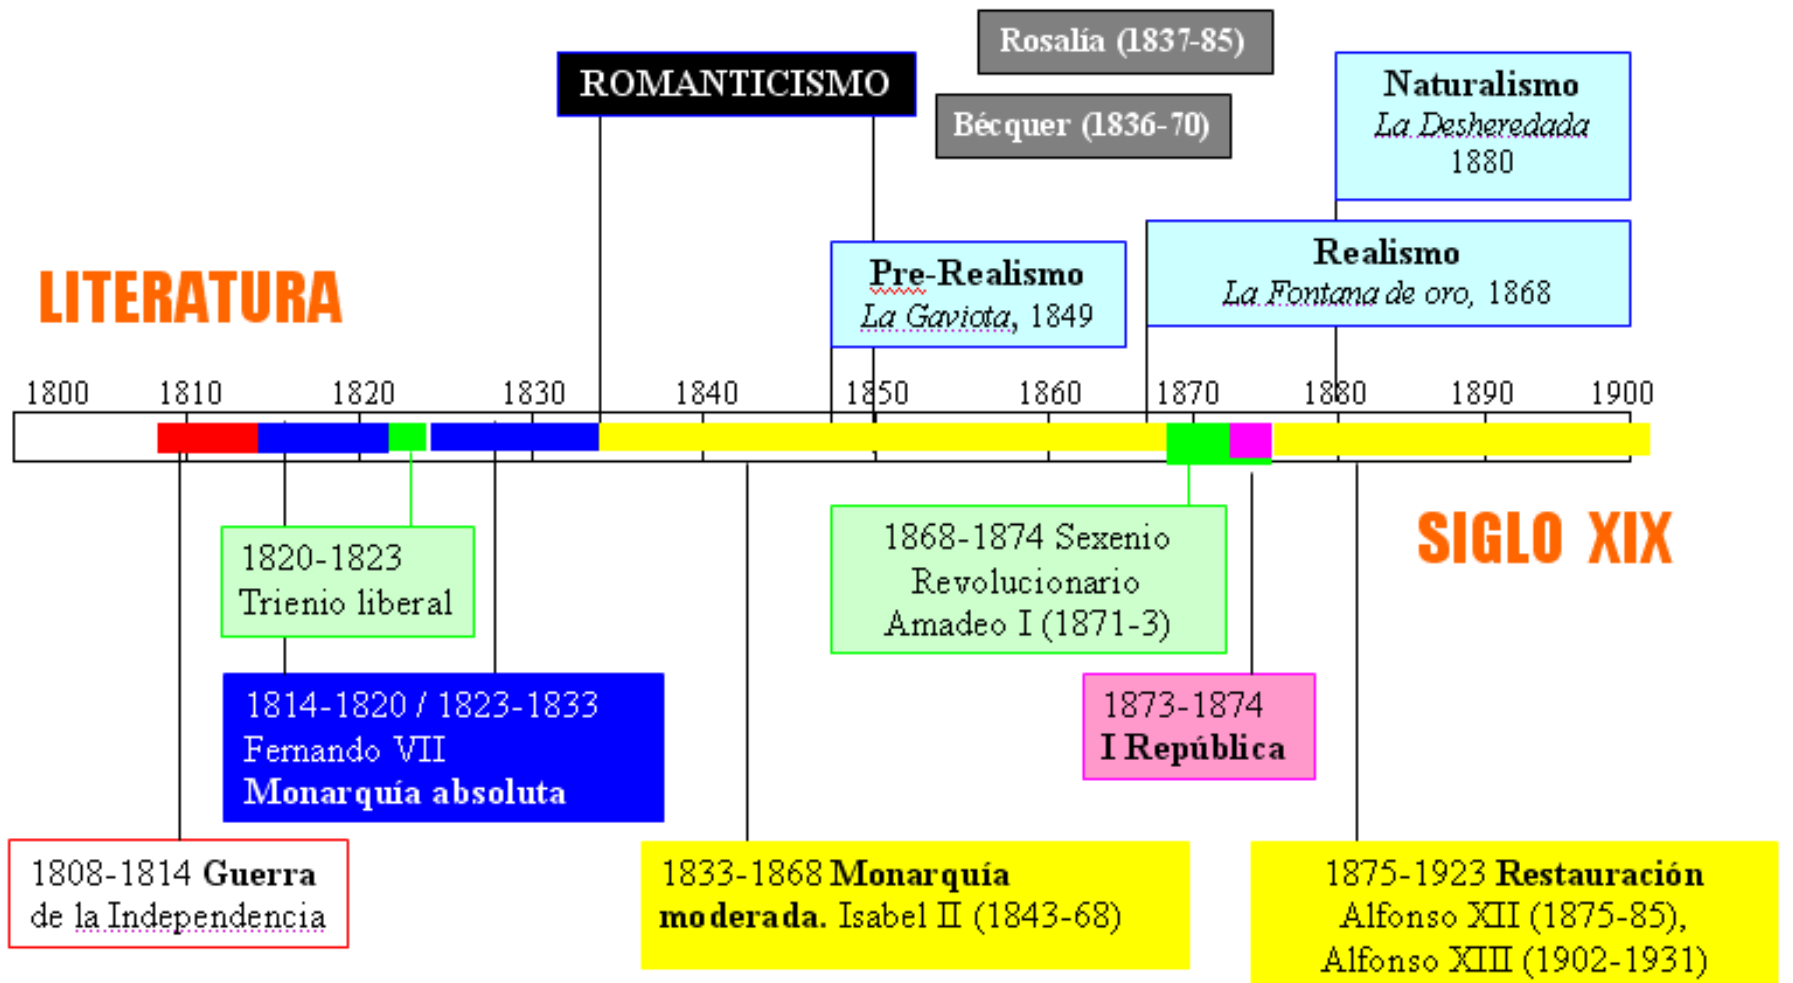 Rosalía (1837-85)
ROMANTICISMO
Bécquer (1836-70)
Naturalismo
La Desheredada
1880
Realismo
La Fontana de oro, 1868
Pre-Realismo
La Gaviota, 1849
LITERATURA
1800 1810 1820 1830 1840 1850 1860 1870 1880 1890 1900
SIGLO XIX
1820-1823
Trienio liberal
1868-1874 Sexenio
Revolucionario
Amadeo I (1871-3)
1814-1820 / 1823-1833
Fernando VII
Monarquía absoluta
1873-1874
I República
1808-1814 Guerra
de la Independencia
1833-1868 Monarquía
moderada. Isabel II (1843-68)
1875-1923 Restauración
Alfonso XII (1875-85),
Alfonso XIII (1902-1931)